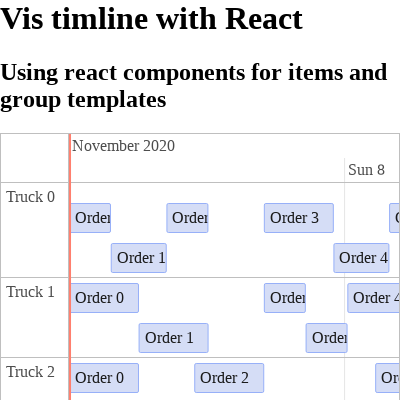 Vis timline with React
Using react components for items and
group templates
November 2020
Sun 8
Truck 0
Order
Order
Order 3
Order 1
Order 4
Truck 1
Order 0
Order
Order 4
Order 1
Order
Truck 2
Order 0
Order 2
Or